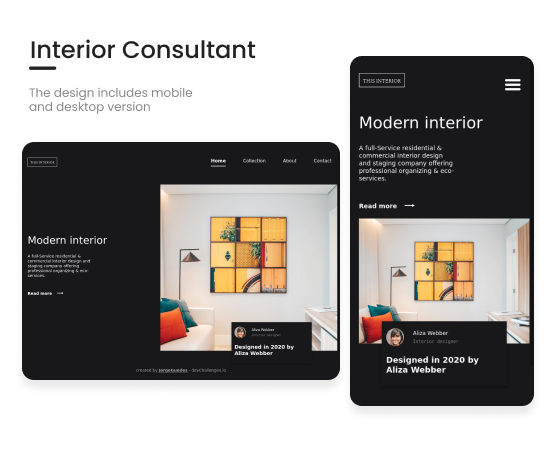 Interior Consultant
The design includes mobile
and desktop version
THIS INTERIOR
Home Collection About Contact
Modern interior
A full-Service residential &
commercial interior design and
staging company offering
professional organizing & eco-
services.
Read more
Aliza Webber
Interior designer
Designed in 2020 by
Aliza Webber
created by JorgeGuedes - devChallenges.io
THIS INTERIOR
Modern interior
A full-Service residential &
commercial interior design
and staging company offering
professional organizing & eco-
services.
Read more
Aliza Webber
Interior designer
Designed in 2020 by
Aliza Webber